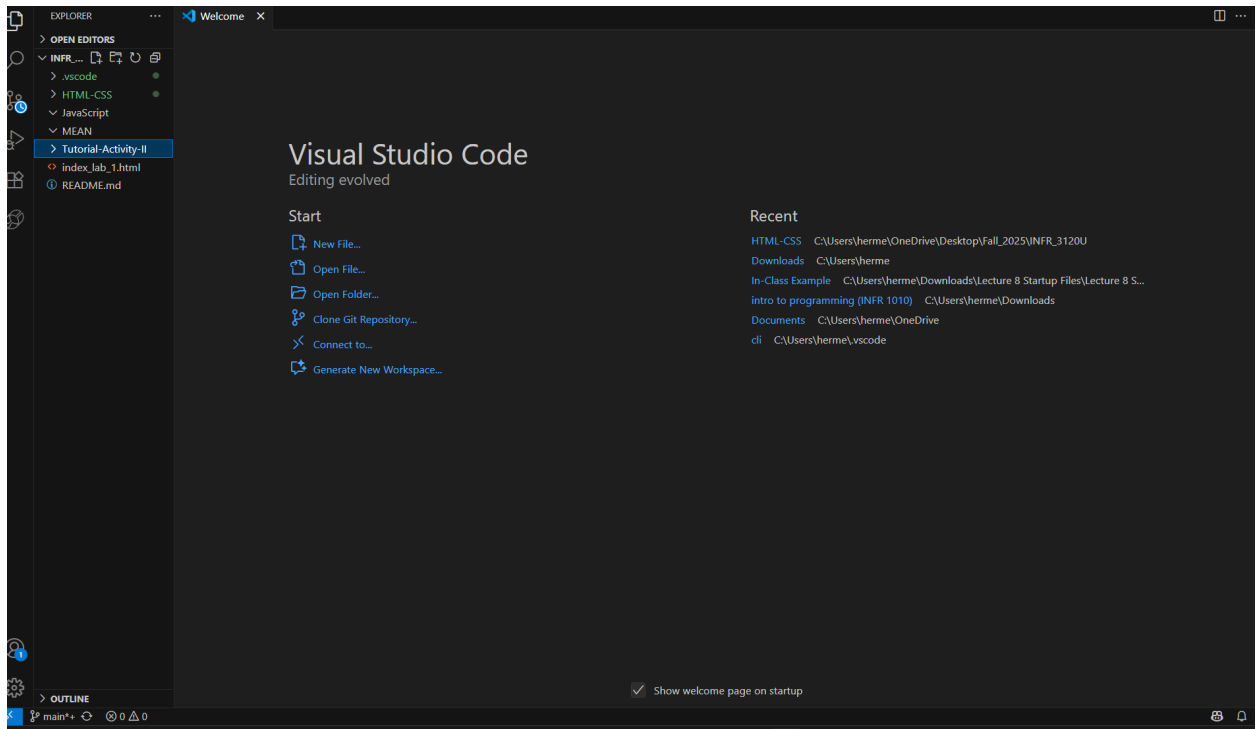 EXPLORER ···
Welcome
OPEN EDITORS
INFR_...
.vscode
HTML-CSS
JavaScript
MEAN
Tutorial-Activity-II
index_lab_1.html
README.md
Visual Studio Code
Editing evolved
Start
New File...
Open File...
Open Folder...
Clone Git Repository...
Connect to...
Generate New Workspace...
Recent
HTML-CSS C:\Users\herme\OneDrive\Desktop\Fall_2025\INFR_3120U
Downloads C:\Users\herme
In-Class Example C:\Users\herme\Downloads\Lecture 8 Startup Files\Lecture 8 S...
intro to programming (INFR 1010) C:\Users\herme\Downloads
Documents C:\Users\herme\OneDrive
cli C:\Users\herme\.vscode
Show welcome page on startup
1
OUTLINE
main*+ 0 0